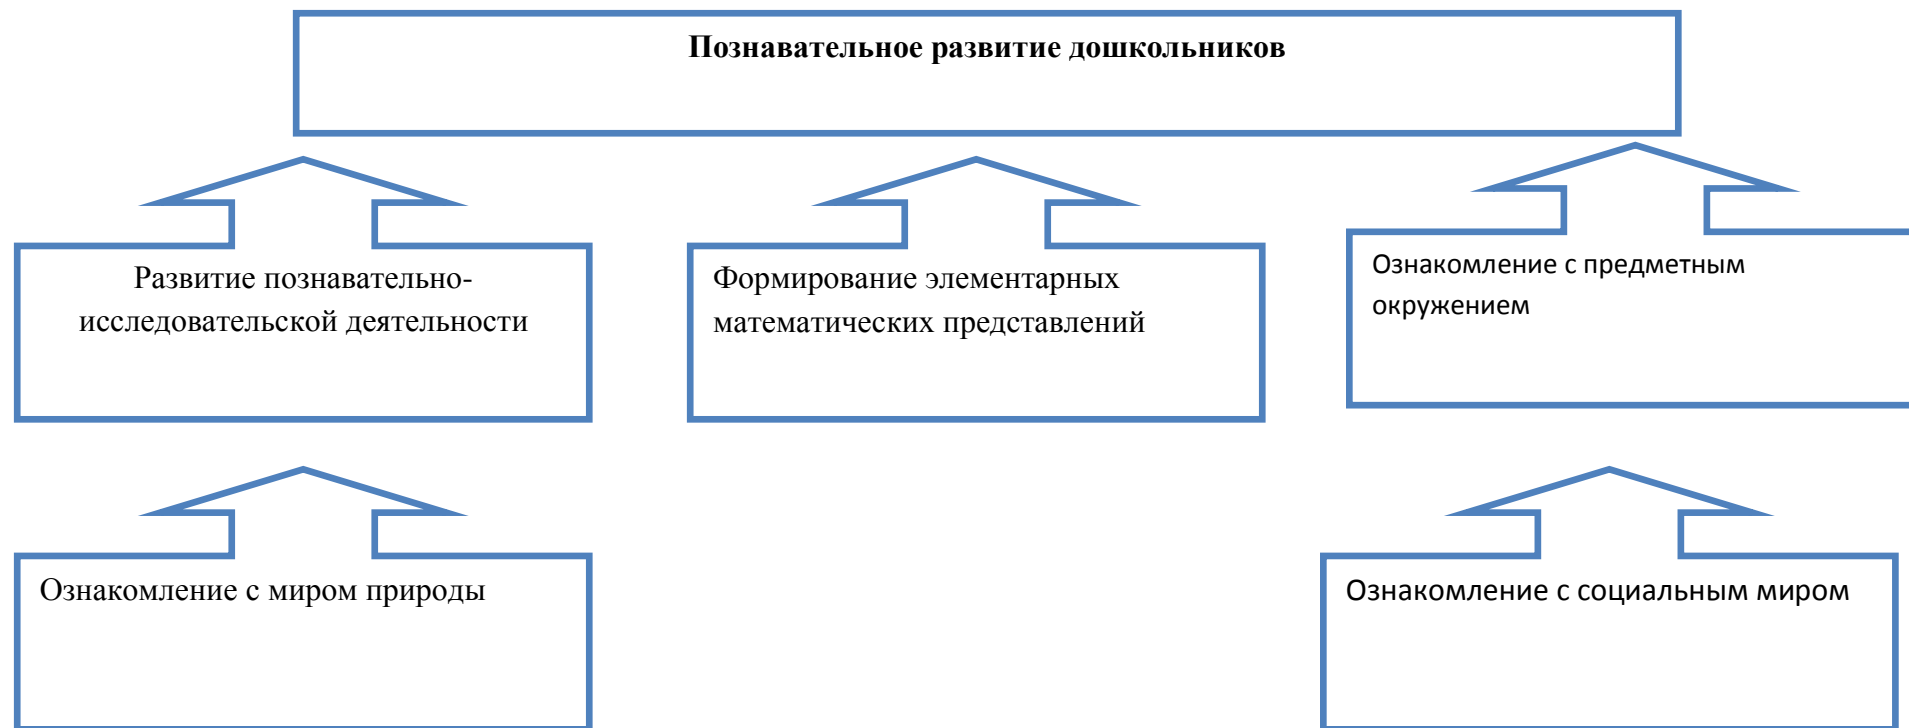 Познавательное развитие дошкольников
Развитие познавательно-
исследовательской деятельности
Формирование элементарных
математических представлений
Ознакомление с предметным
окружением
Ознакомление с миром природы
Ознакомление с социальным миром